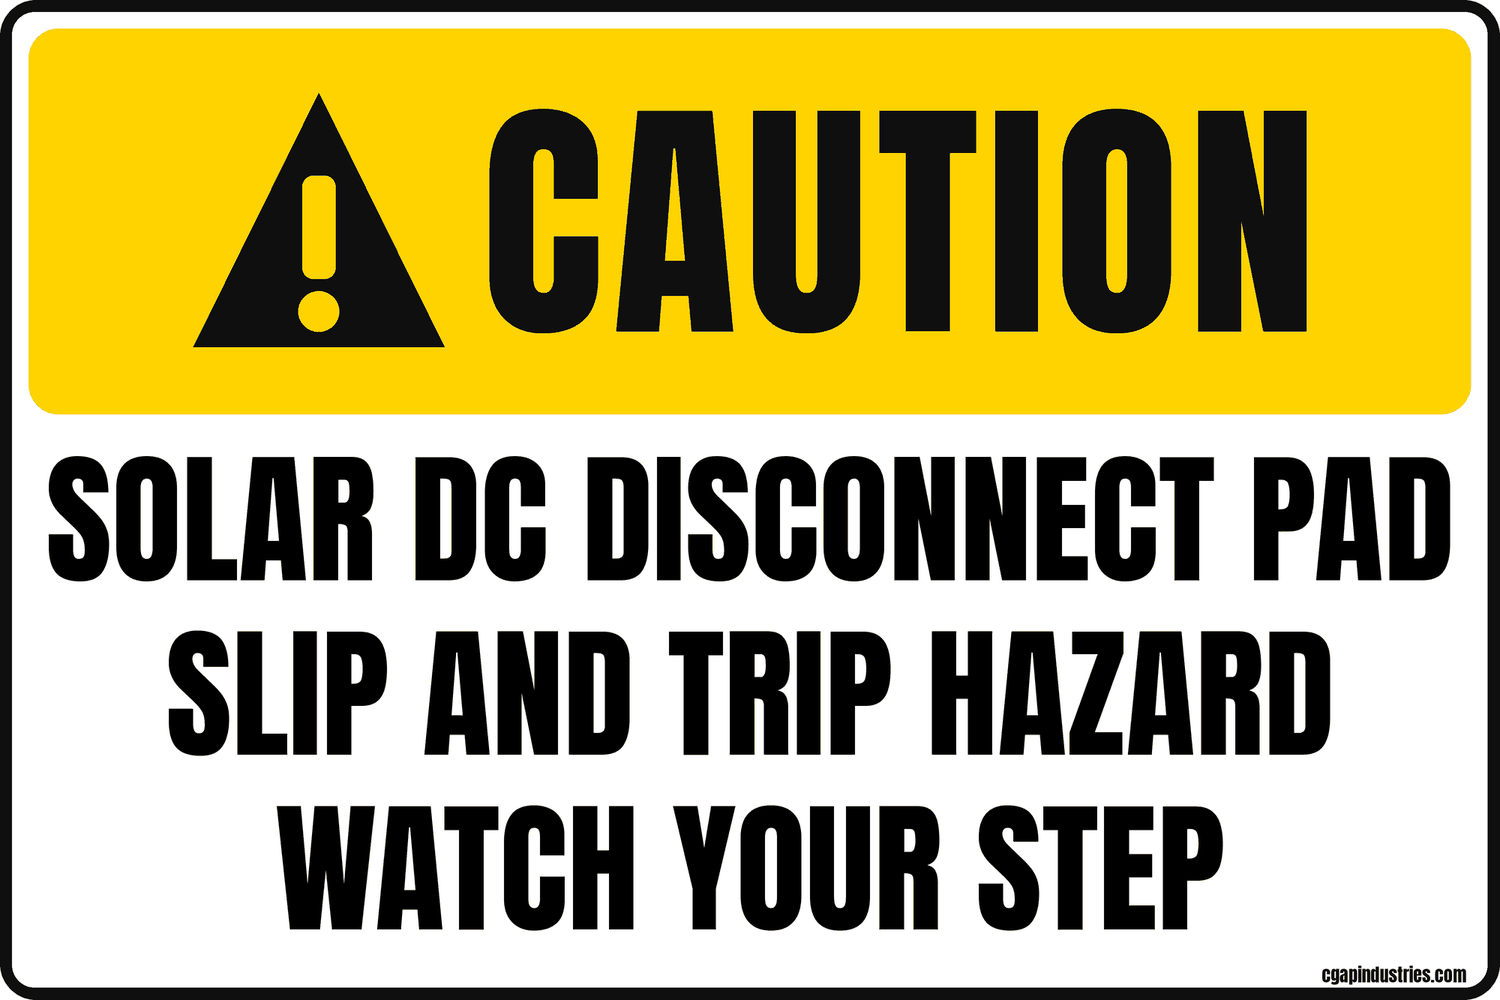 CAUTION
SOLAR DC DISCONNECT PAD
SLIP AND TRIP HAZARD
WATCH YOUR STEP
cgapindustries.com